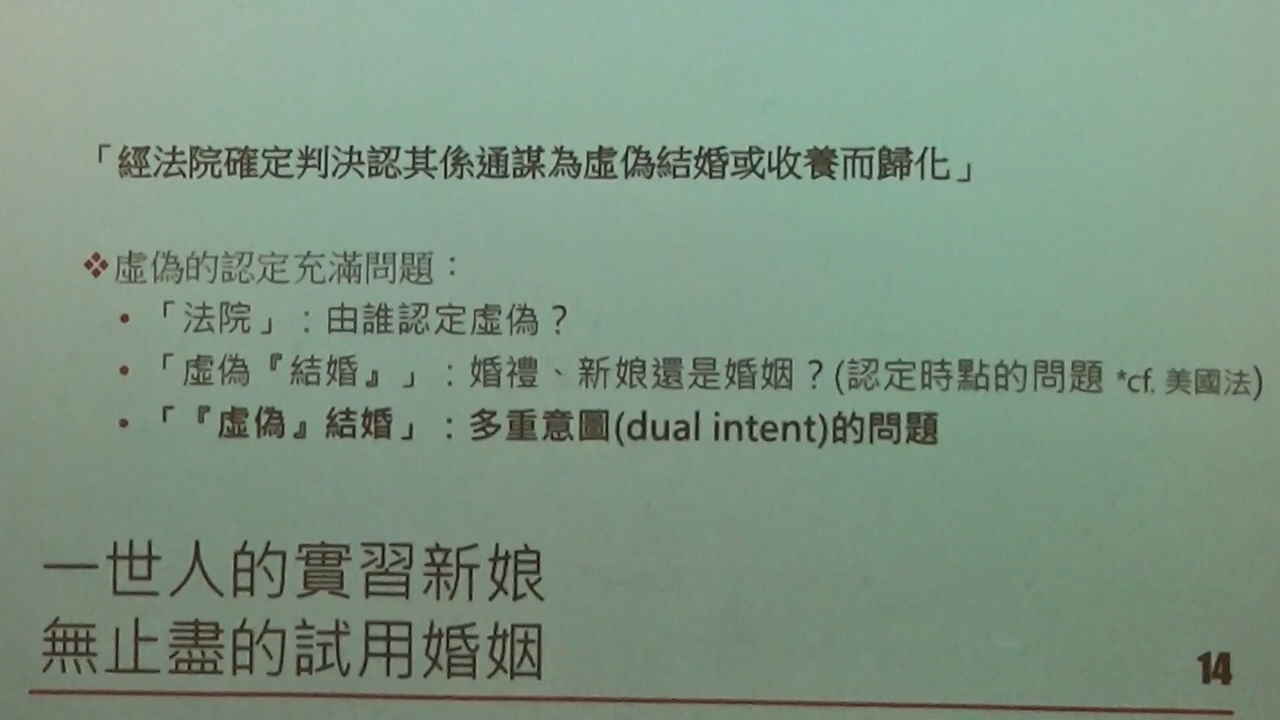 「經法院確定判決認其係通謀為虛偽結婚或收養而歸化」
❖虛偽的認定充滿問題：
•「法院」：由誰認定虛偽？
•「虛偽『結婚』」：婚禮、新娘還是婚姻？(認定時點的問題 *cf. 美國法)
•「『虛偽』結婚」：多重意圖(dual intent)的問題
一世人的實習新娘
無止盡的試用婚姻
14